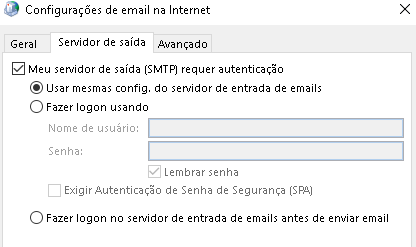 Configurações de email na Internet
Geral Servidor de saída Avançado
Meu servidor de saída (SMTP) requer autenticação
Usar mesmas config. do servidor de entrada de emails
Fazer logon usando
Nome de usuário:
Senha:
Lembrar senha
Exigir Autenticação de Senha de Segurança (SPA)
Fazer logon no servidor de entrada de emails antes de enviar email